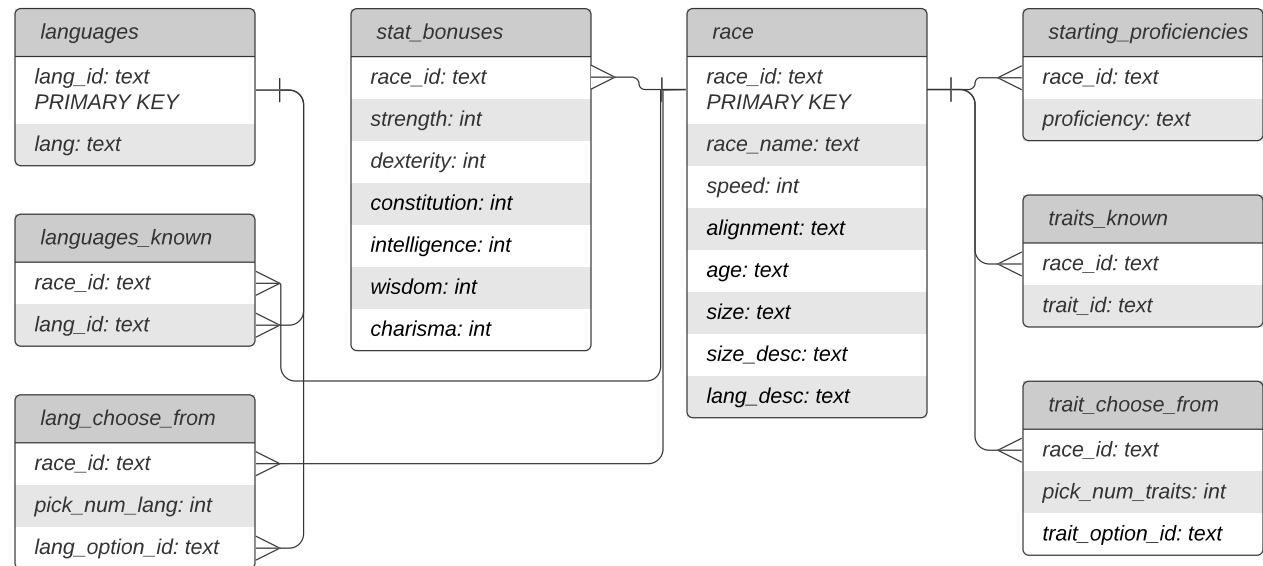 languages
lang_id: text
PRIMARY KEY
lang: text
languages_known
race_id: text
lang_id: text
lang_choose_from
race_id: text
pick_num_lang: int
lang_option_id: text
stat_bonuses
race_id: text
strength: int
dexterity: int
constitution: int
intelligence: int
wisdom: int
charisma: int
race
race_id: text
PRIMARY KEY
race_name: text
speed: int
alignment: text
age: text
size: text
size_desc: text
lang_desc: text
starting_proficiencies
race_id: text
proficiency: text
traits_known
race_id: text
trait_id: text
trait_choose_from
race_id: text
pick_num_traits: int
trait_option_id: text